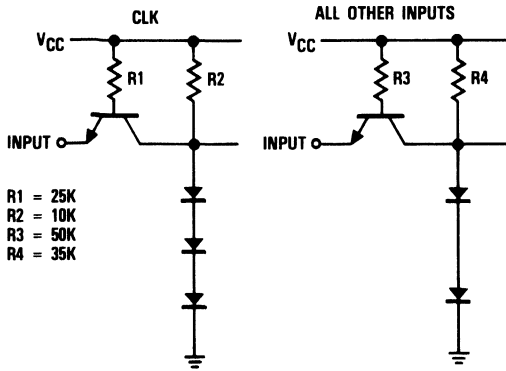 CLK
VCC
R1
R2
INPUT
R1 = 25K
R2 = 10K
R3 = 50K
R4 = 35K
ALL OTHER INPUTS
VCC
R3
R4
INPUT